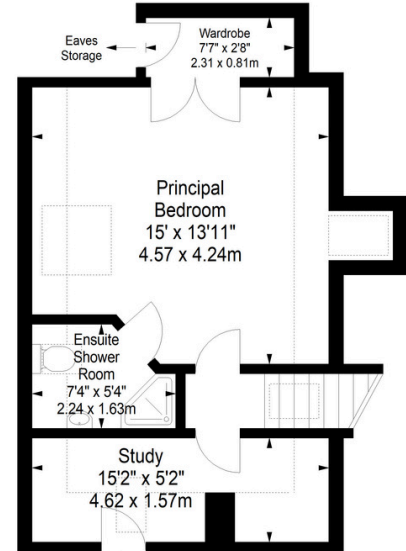 Eaves
Storage
Wardrobe
7'7" x 2'8"
2.31 x 0.81m
Principal
Bedroom
15' x 13'11"
4.57 x 4.24m
Ensuite
Shower
Room
7'4" x 5'4"
2.24 x 1.63m
Study
15'2" x 5'2"
4.62 x 1.57m